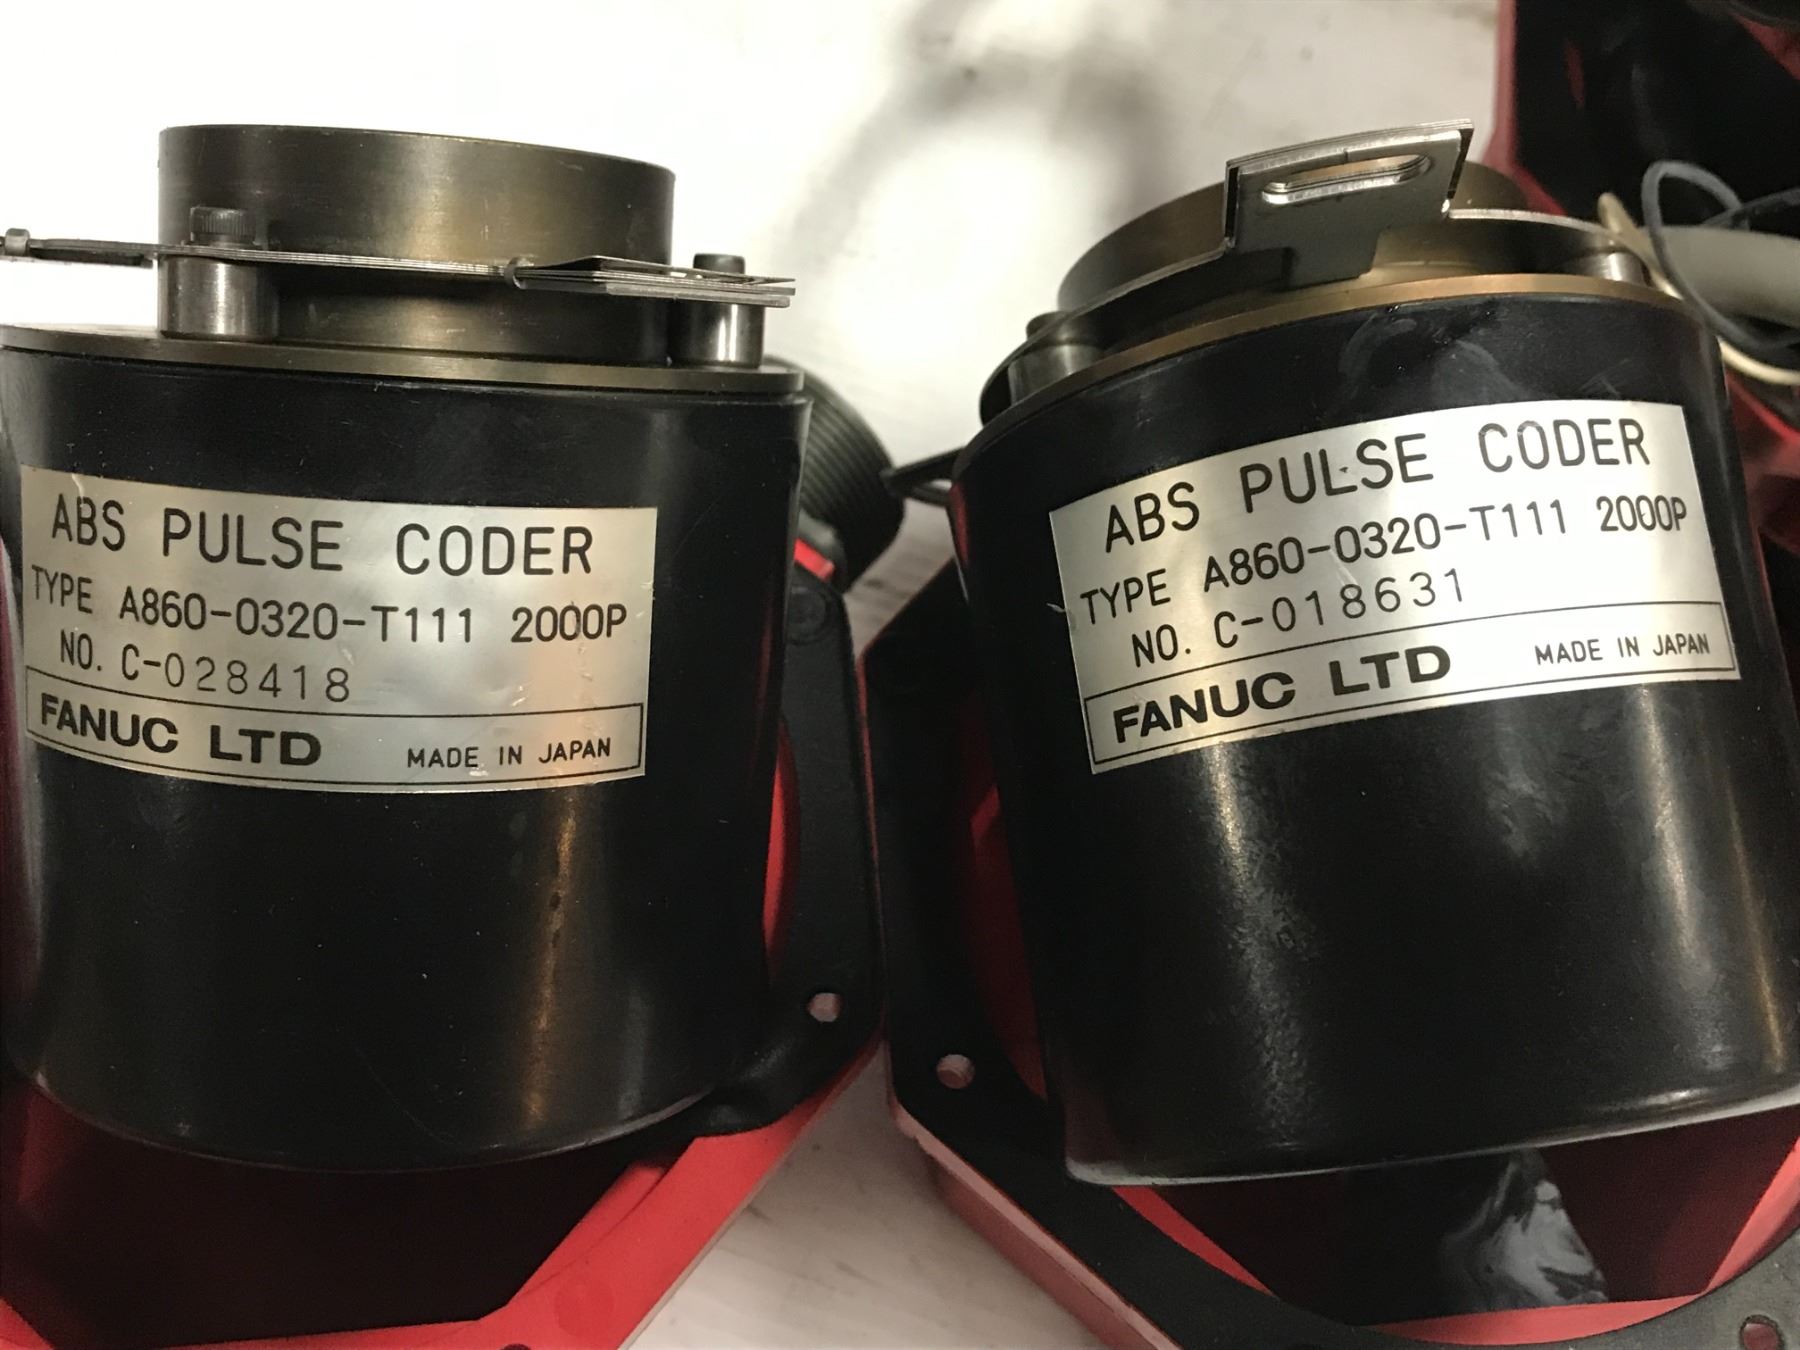 ABS PULSE CODER
TYPE A860-0320-T111 2000P
NO. C-028418
FANUC LTD MADE IN JAPAN
ABS PULSE CODER
TYPE A860-0320-T111 2000P
NO. C-018631
FANUC LTD MADE IN JAPAN